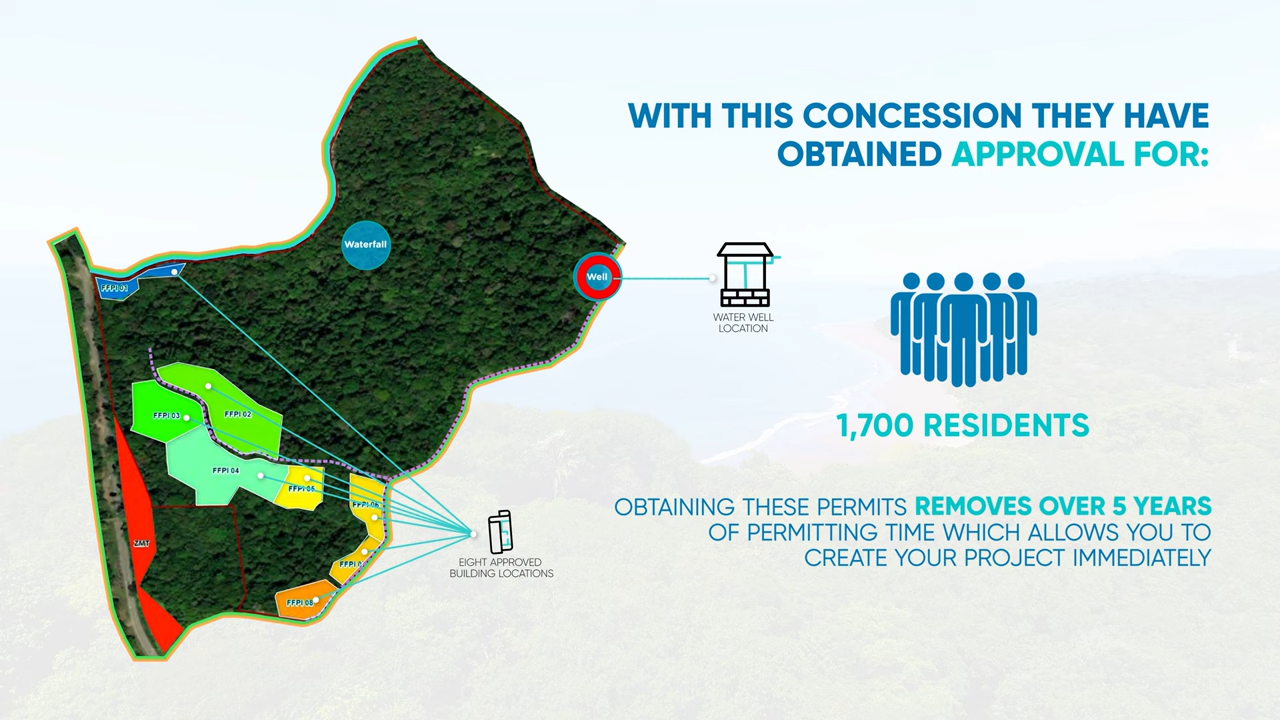 WITH THIS CONCESSION THEY HAVE
OBTAINED APPROVAL FOR:
Waterfall
Well
WATER WELL
LOCATION
1,700 RESIDENTS
OBTAINING THESE PERMITS REMOVES OVER 5 YEARS
OF PERMITTING TIME WHICH ALLOWS YOU TO
CREATE YOUR PROJECT IMMEDIATELY
FFPI 01
FFPI 02
FFPI 03
FFPI 04
FFPI 05
FFPI 06
ZMT
FFPI 08
EIGHT APPROVED
BUILDING LOCATIONS